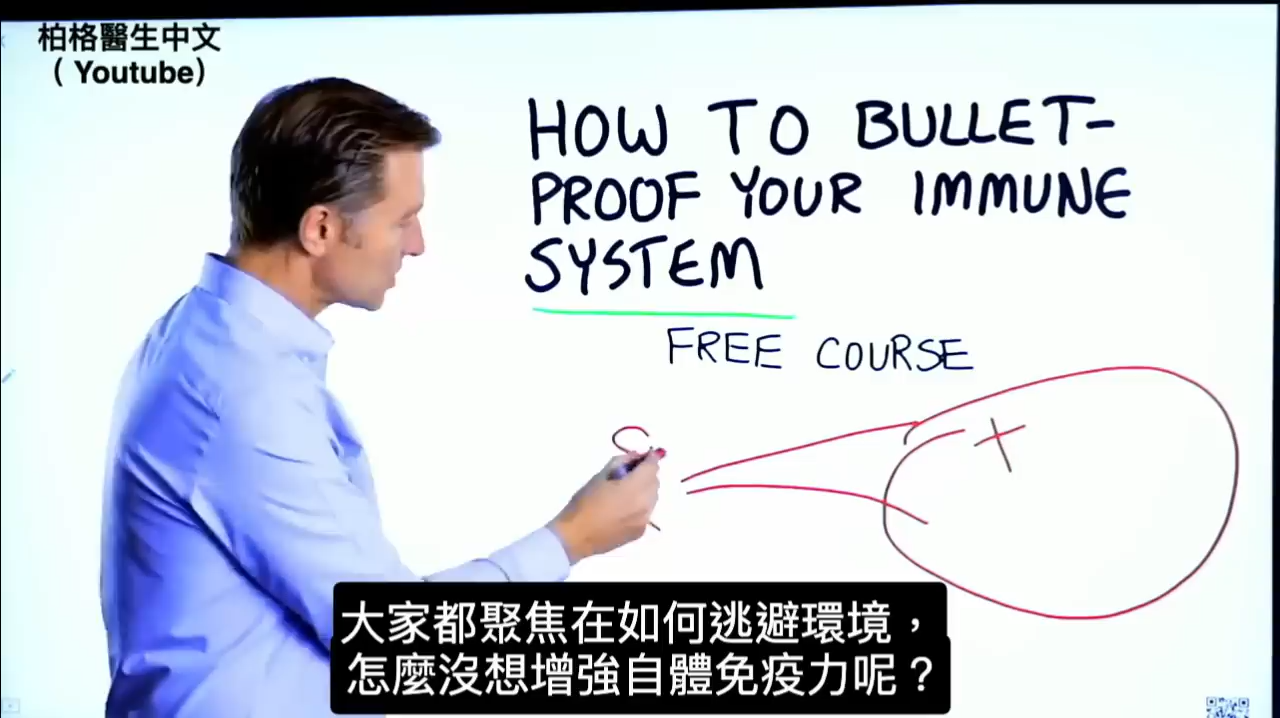 柏格醫生中文
（Youtube）
HOW TO BULLET-
PROOF YOUR IMMUNE
SYSTEM
FREE COURSE
大家都聚焦在如何逃避環境，
怎麼沒想增強自體免疫力呢？